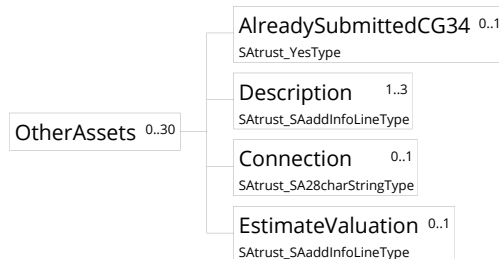 AlreadySubmittedCG34 0..1
SAtrust_YesType
Description 1..3
SAtrust_SAaddInfoLineType
OtherAssets 0..30
Connection 0..1
SAtrust_SA28charStringType
EstimateValuation 0..1
SAtrust_SAaddInfoLineType